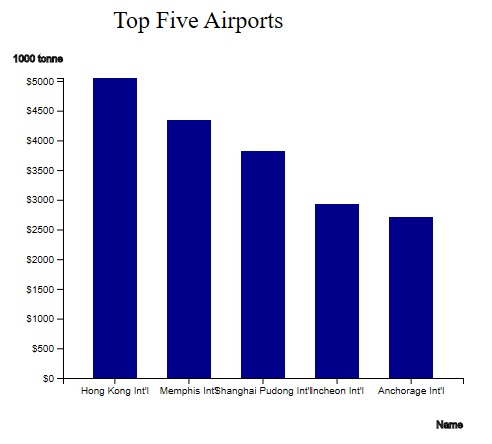 Top Five Airports
1000 tonne
$5000
$4500
$4000
$3500
$3000
$2500
$2000
$1500
$1000
$500
$0
Hong Kong Int'l Memphis Int'l Shanghai Pudong Int'l Incheon Int'l Anchorage Int'l
Name